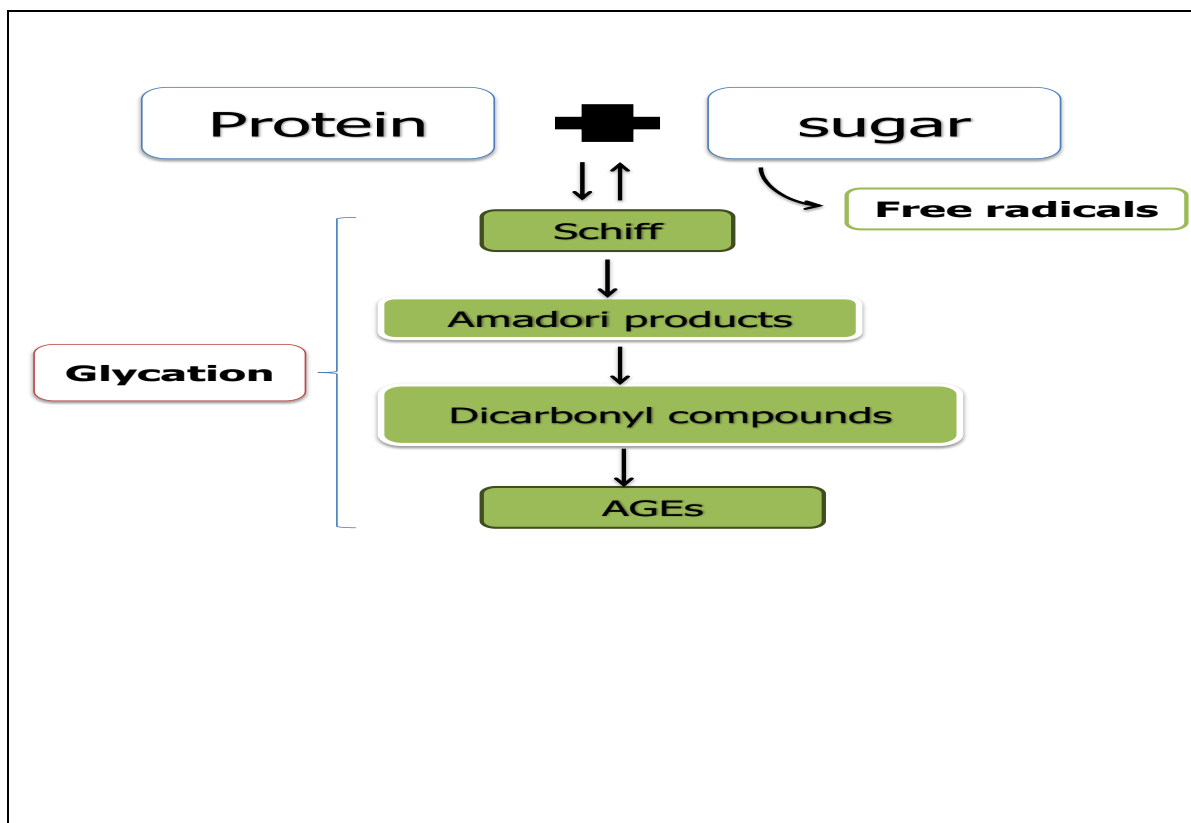 Protein
sugar
Free radicals
Schiff
Amadori products
Glycation
Dicarbonyl compounds
AGEs